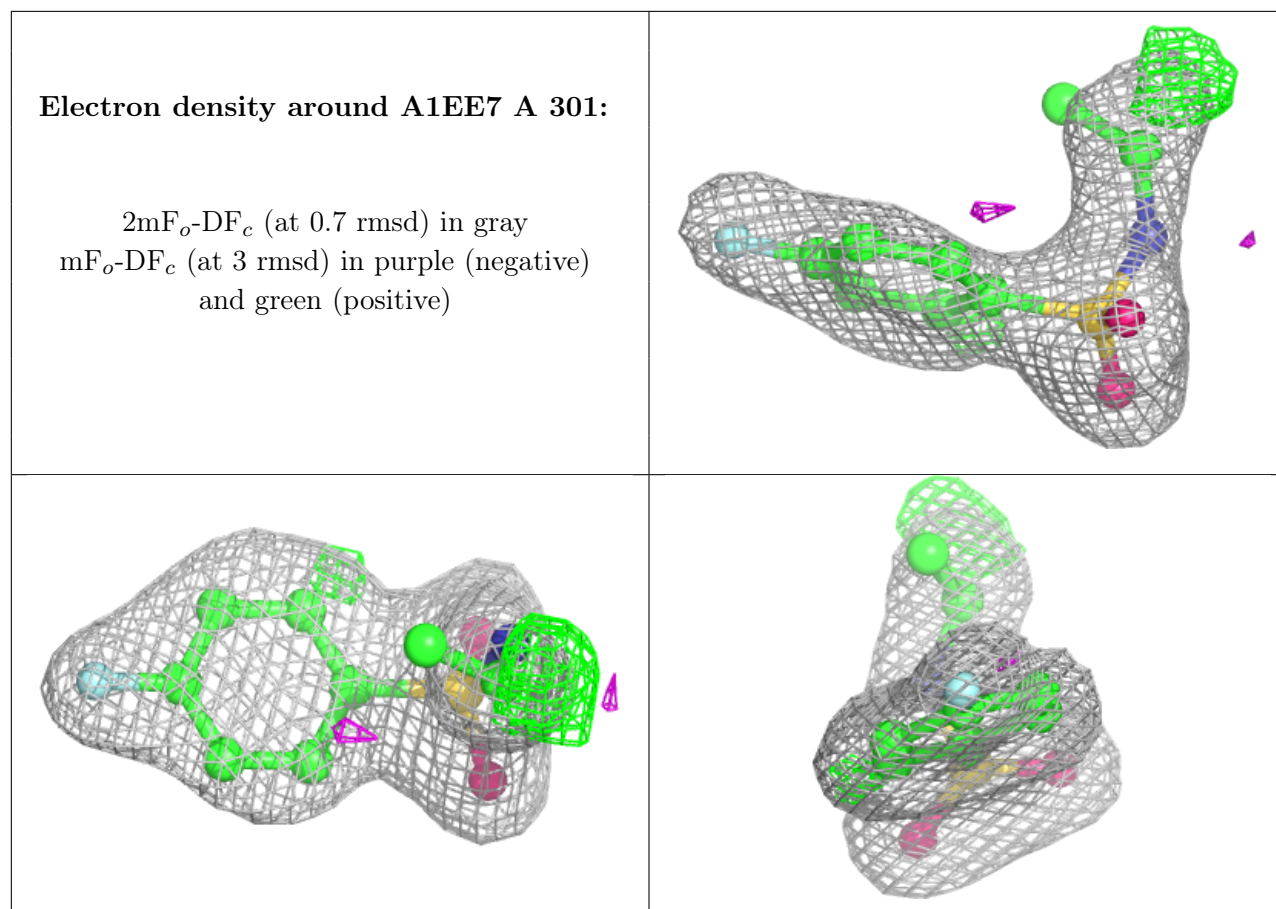 Electron density around A1EE7 A 301:
2mFo-DFc (at 0.7 rmsd) in gray
mFo-DFc (at 3 rmsd) in purple (negative)
and green (positive)